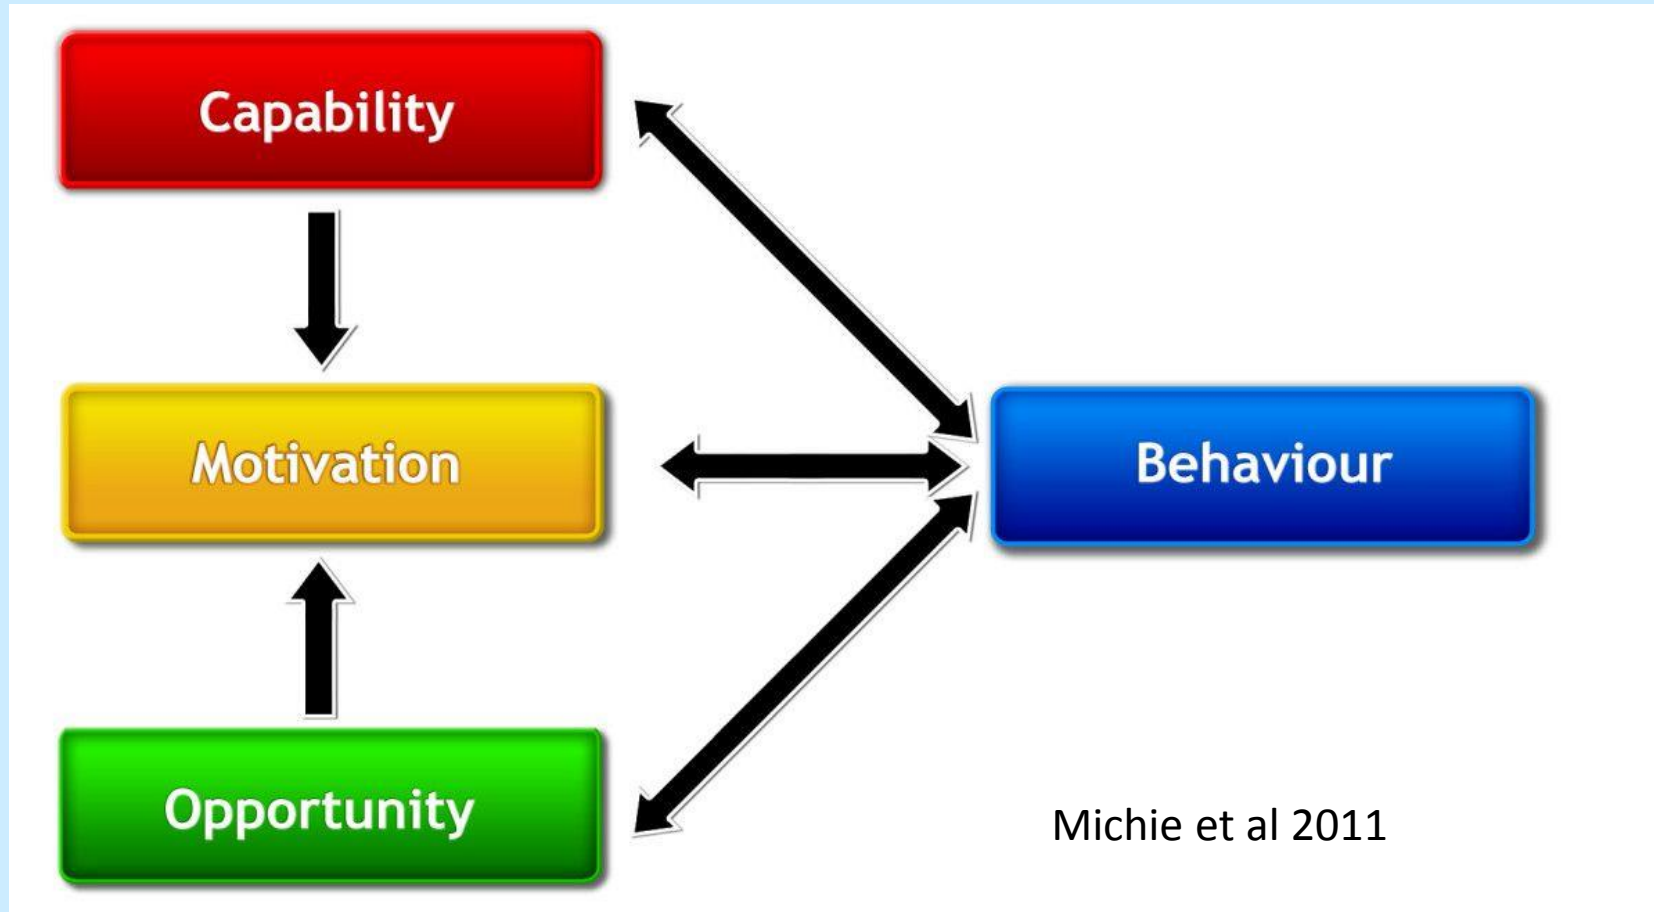 Capability
Motivation
Behaviour
Opportunity
Michie et al 2011